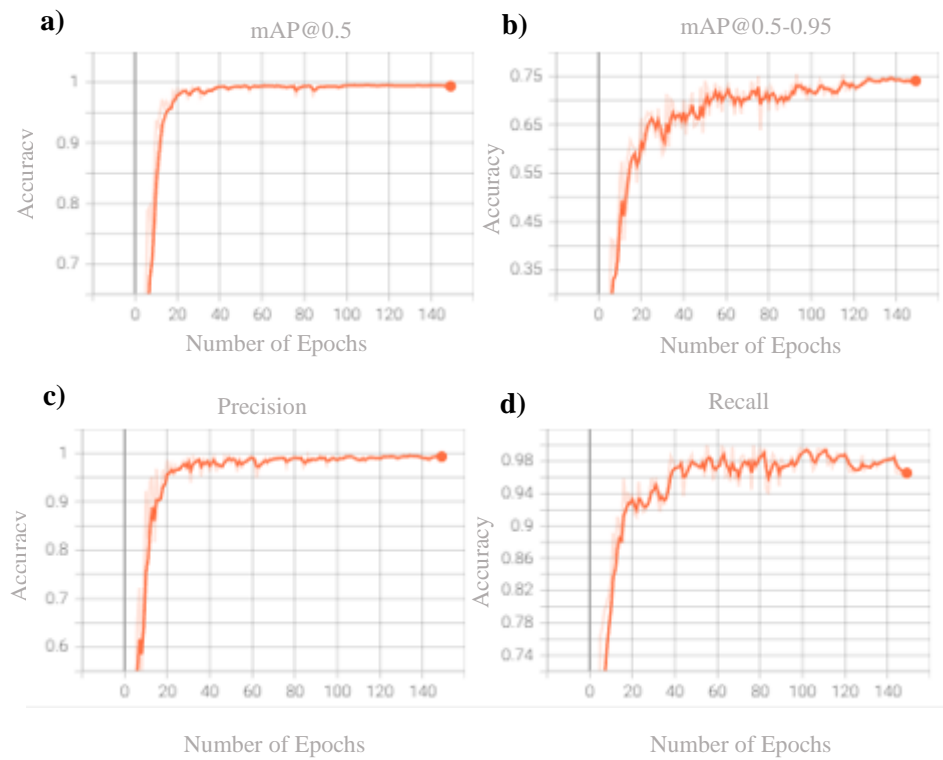 a)
mAP@0.5
1
0.9
0.8
0.7
Accuracy
0 20 40 60 80 100 120 140
Number of Epochs
b)
mAP@0.5-0.95
0.75
0.65
0.55
0.45
0.35
Accuracy
0 20 40 60 80 100 120 140
Number of Epochs
c)
Precision
1
0.9
0.8
0.7
0.6
Accuracy
0 20 40 60 80 100 120 140
Number of Epochs
d)
Recall
0.98
0.94
0.9
0.86
0.82
0.78
0.74
Accuracy
0 20 40 60 80 100 120 140
Number of Epochs